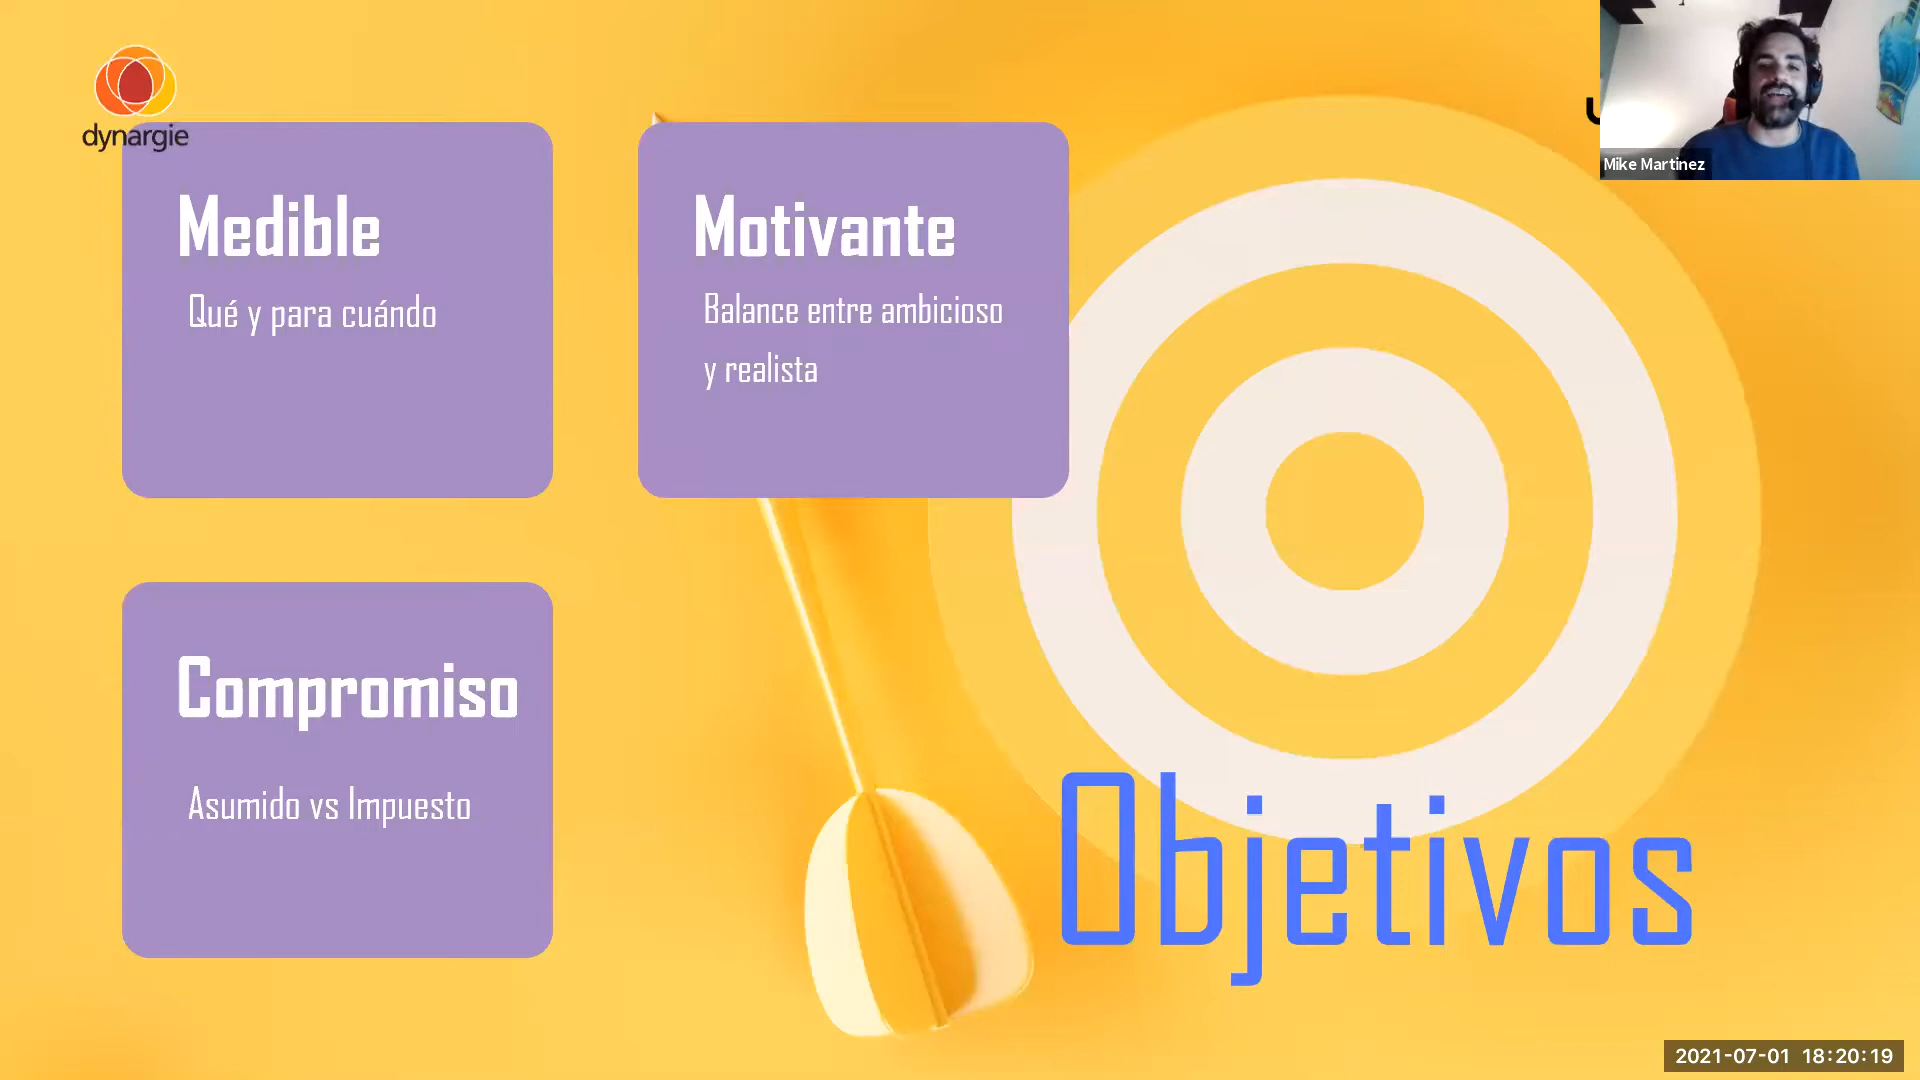 dynargie
Medible
Qué y para cuándo
Motivante
Balance entre ambicioso
y realista
Compromiso
Asumido vs Impuesto
Objetivos
Mike Martinez
2021-07-01 18:20:19